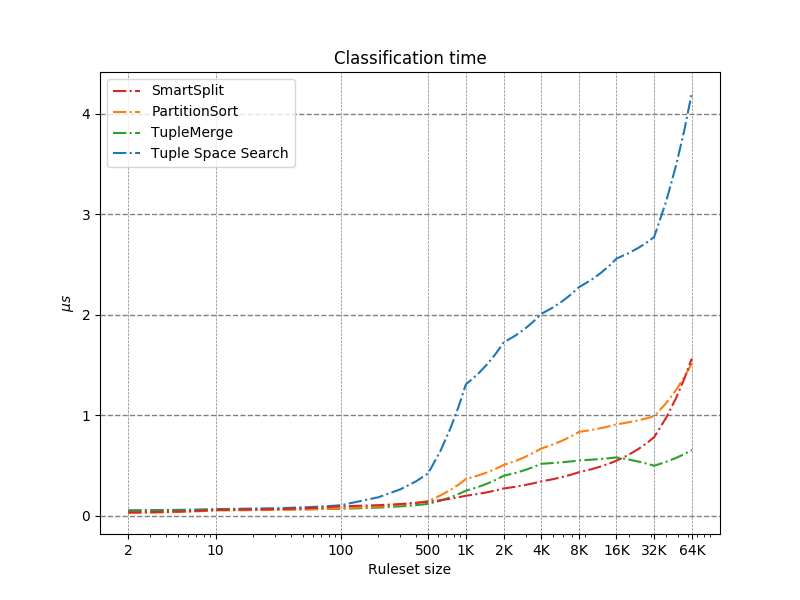 Classification time
SmartSplit
PartitionSort
TupleMerge
Tuple Space Search
4
3
2
1
0
μs
2 10 100 500 1K 2K 4K 8K 16K 32K 64K
Ruleset size